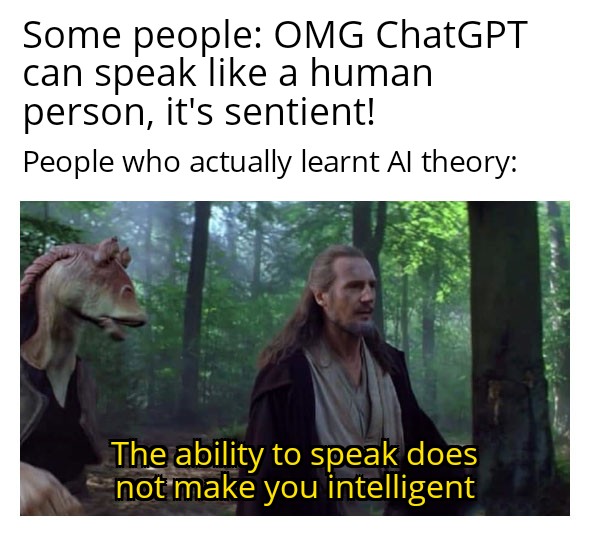 Some people: OMG ChatGPT
can speak like a human
person, it's sentient!
People who actually learnt AI theory:
The ability to speak does
not make you intelligent